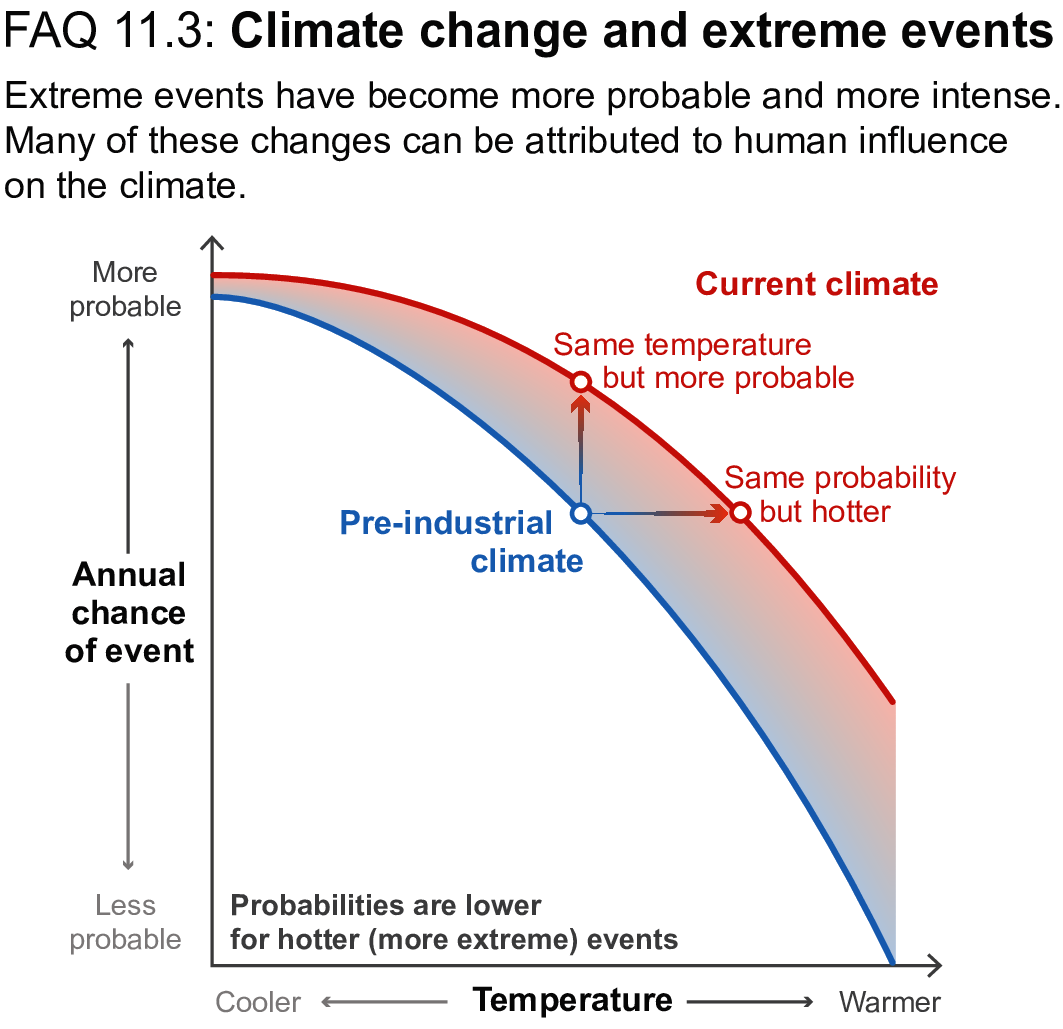 FAQ 11.3: Climate change and extreme events
Extreme events have become more probable and more intense.
Many of these changes can be attributed to human influence
on the climate.
More
probable
Current climate
Same temperature
but more probable
Same probability
but hotter
Pre-industrial
climate
Annual
chance
of event
Less
probable
Probabilities are lower
for hotter (more extreme) events
Cooler
Temperature
Warmer